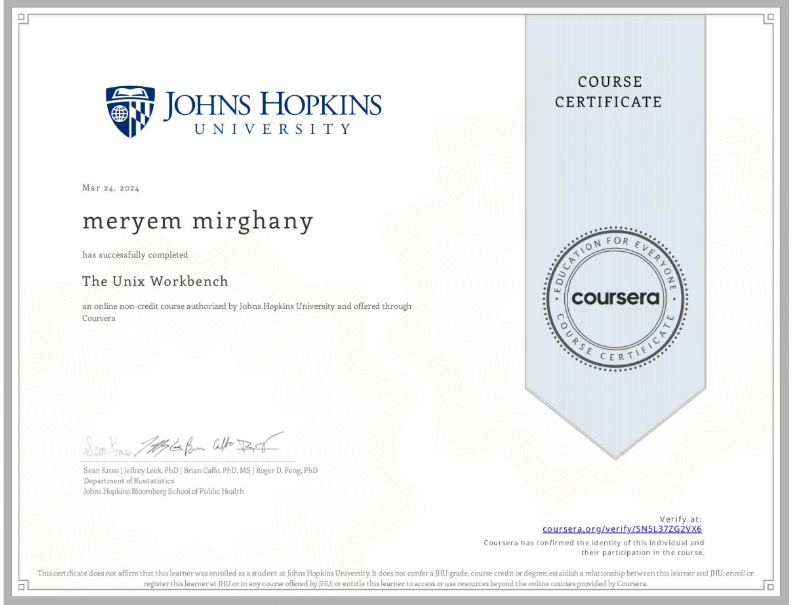 JOHNS HOPKINS
UNIVERSITY
COURSE
CERTIFICATE
Mar 24, 2024
meryem mirghany
has successfully completed
The Unix Workbench
an online non-credit course authorized by Johns Hopkins University and offered through
Coursera
EDUCATION FOR EVERYONE
coursera
COURSE CERTIFICATE
Sean Kross | Jeffrey Leek, PhD | Brian Caffo, PhD, MS | Roger D. Peng, PhD
Department of Biostatistics
Johns Hopkins Bloomberg School of Public Health
Verify at:
coursera.org/verify/SN5L37ZG2VX6
Coursera has confirmed the identity of this individual and
their participation in the course.
This certificate does not affirm that this learner was enrolled as a student at Johns Hopkins University. It does not confer a JHU grade, course credit or degree; establish a relationship between this learner and JHU; enroll or
register this learner at JHU or in any course offered by JHU; or entitle this learner to access or use resources beyond the online courses provided by Coursera.